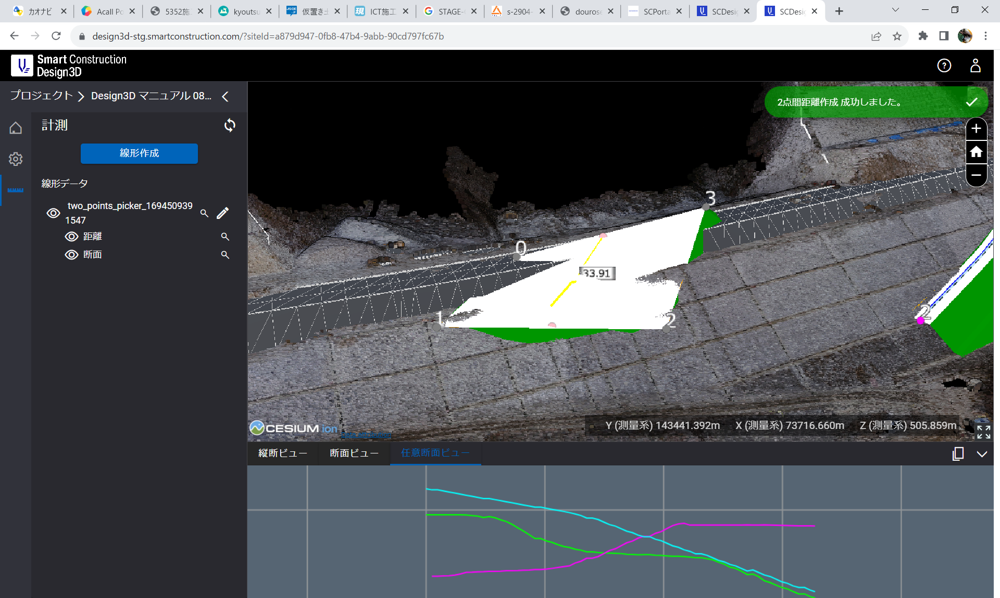 カオナビ
Acall Po
5352施工
kyoutsu
仮置き土
ICT施工
STAGE-
s-2904-
dourose
SCPorta
SCDesig
SCDesig
design3d-stg.smartconstruction.com/?siteId=a879d947-0fb8-47b4-9abb-90cd797fc67b
Smart Construction
Design3D
プロジェクト
Design3D マニュアル 08...
2点間距離作成 成功しました。
計測
線形作成
線形データ
two_points_picker_169450939
1547
距離
断面
3
0
33.91
1
2
2
CESIUM ion
Y (測量系) 143441.392m
X (測量系) 73716.660m
Z (測量系) 505.859m
縦断ビュー
断面ビュー
任意断面ビュー